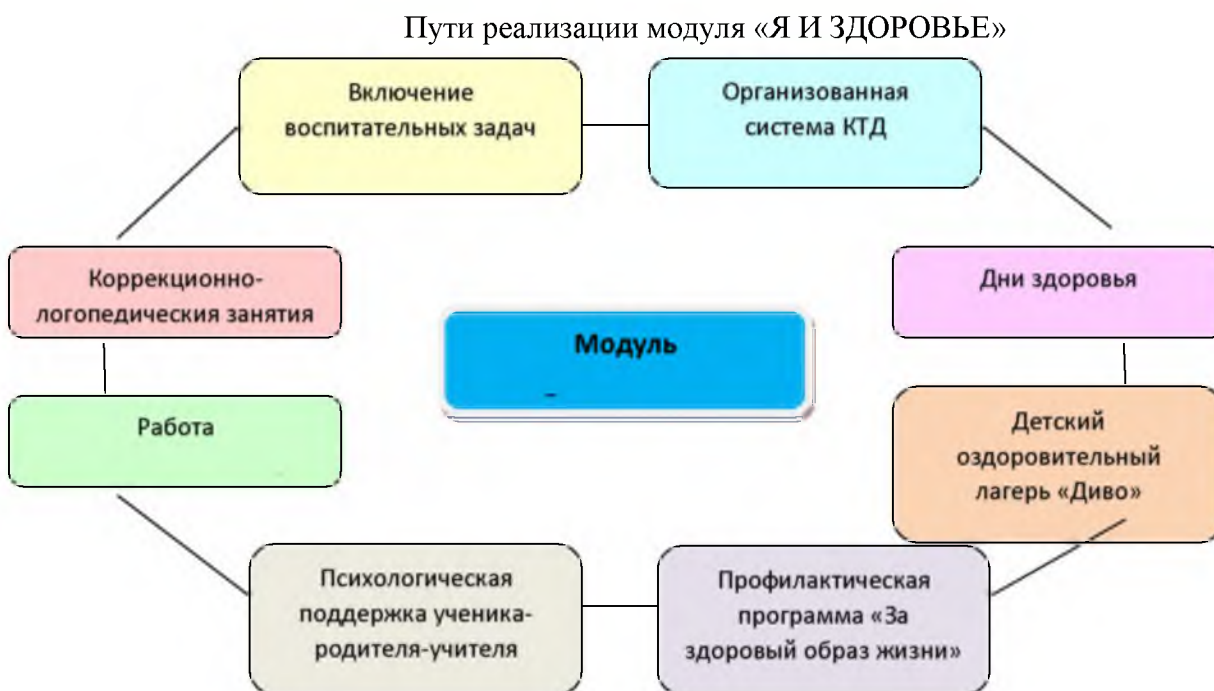 Пути реализации модуля «Я И ЗДОРОВЬЕ»
Включение
воспитательных задач
Организованная
система КТД
Коррекционно-
логопедическия занятия
Дни здоровья
Модуль
Работа
Детский
оздоровительный
лагерь «Диво»
Психологическая
поддержка ученика-
родителя-учителя
Профилактическая
программа «За
здоровый образ жизни»